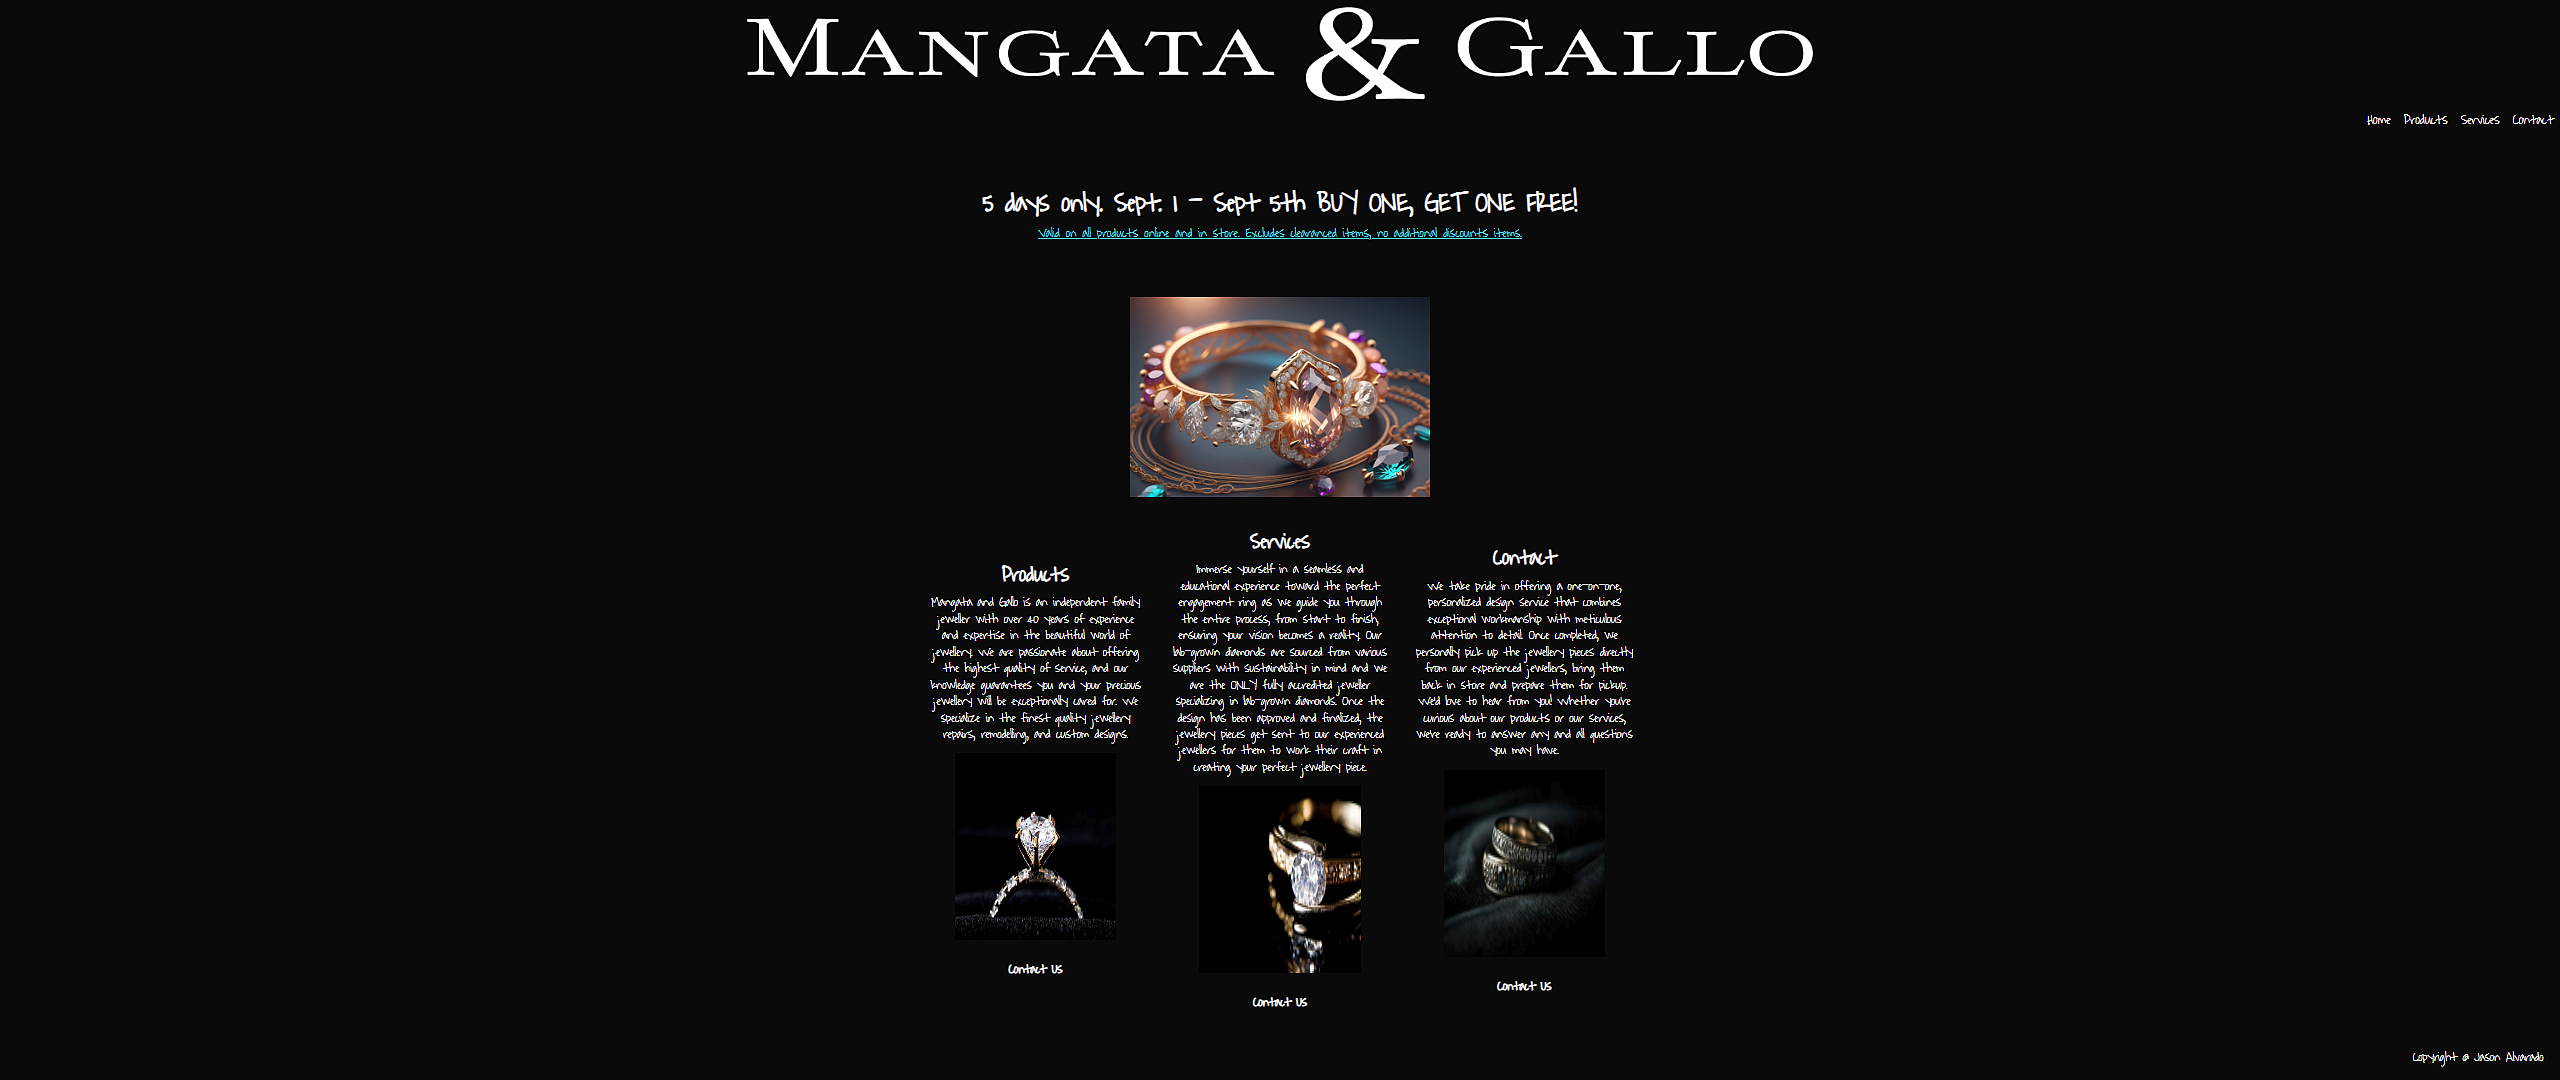 MANGATA & GALLO
Home Products Services Contact
5 days only. Sept. 1 - Sept 5th BUY ONE, GET ONE FREE!
Valid on all products online and in store. Excludes clearanced items, no additional discounts items.
Products
Mangata and Gallo is an independent family
jeweller with over 40 years of experience
and expertise in the beautiful world of
jewellery. We are passionate about offering
the highest quality of service, and our
knowledge guarantees you and your precious
jewellery will be exceptionally cared for. We
specialize in the finest quality jewellery
repairs, remodelling, and custom designs.
Contact Us
Services
Immerse yourself in a seamless and
educational experience toward the perfect
engagement ring as we guide you through
the entire process, from start to finish,
ensuring your vision becomes a reality. Our
lab-grown diamonds are sourced from various
suppliers with sustainability in mind and we
are the ONLY fully accredited jeweller
specializing in lab-grown diamonds. Once the
design has been approved and finalized, the
jewellery pieces get sent to our experienced
jewellers for them to work their craft in
creating your perfect jewellery piece.
Contact Us
Contact
We take pride in offering a one-on-one,
personalized design service that combines
exceptional workmanship with meticulous
attention to detail. Once completed, we
personally pick up the jewellery pieces directly
from our experienced jewellers, bring them
back in store and prepare them for pickup.
We'd love to hear from you! Whether you're
curious about our products or our services,
we're ready to answer any and all questions
you may have.
Contact Us
Copyright @ Jason Alvarado